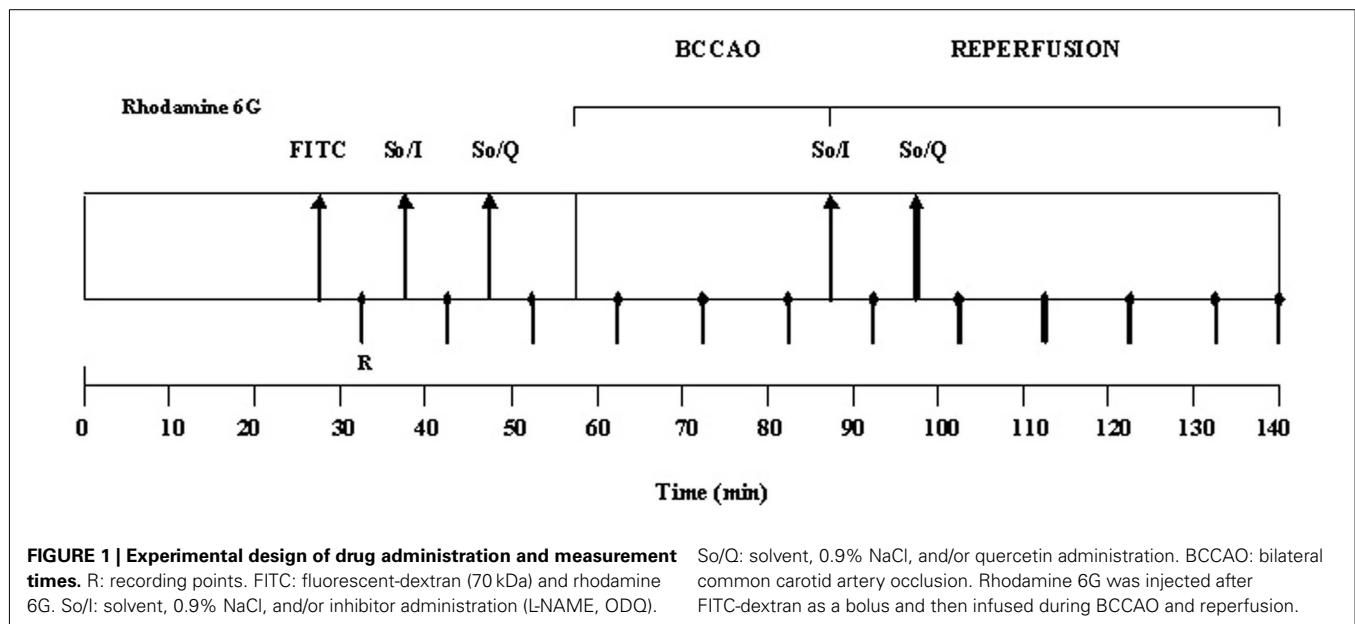 BCCAO REPERFUSION
Rhodamine 6G
FITC So/I So/Q So/I So/Q
R
0 10 20 30 40 50 60 70 80 90 100 110 120 130 140
Time (min)
FIGURE 1 | Experimental design of drug administration and measurement
times. R: recording points. FITC: fluorescent-dextran (70 kDa) and rhodamine
6G. So/I: solvent, 0.9% NaCl, and/or inhibitor administration (L-NAME, ODQ).
So/Q: solvent, 0.9% NaCl, and/or quercetin administration. BCCAO: bilateral
common carotid artery occlusion. Rhodamine 6G was injected after
FITC-dextran as a bolus and then infused during BCCAO and reperfusion.